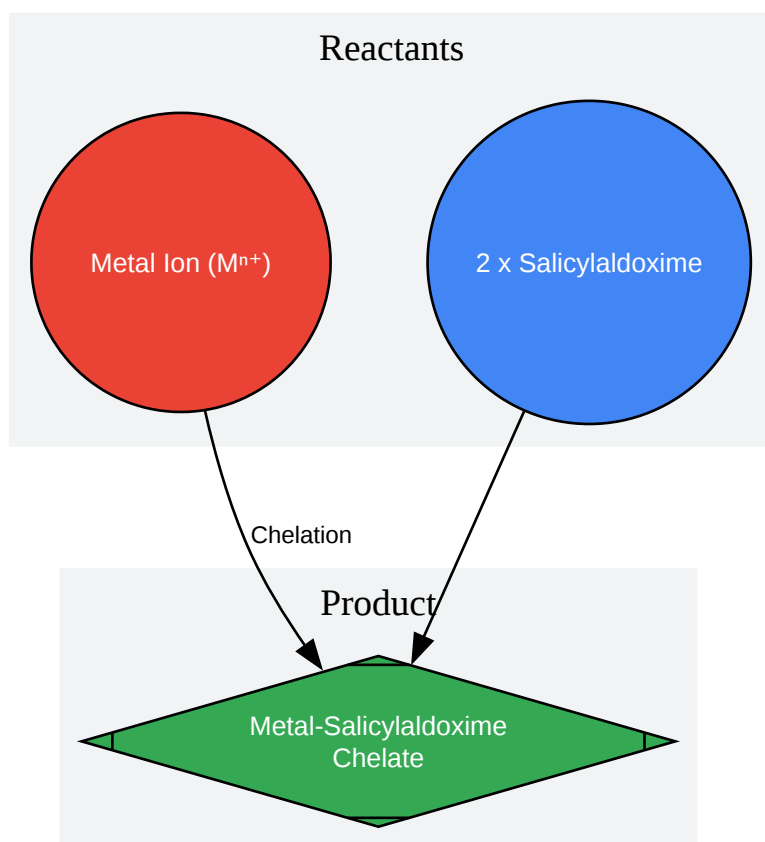 Reactants
Metal Ion (Mⁿ⁺)
2 x Salicylaldoxime
Chelation
Product
Metal-Salicylaldoxime
Chelate